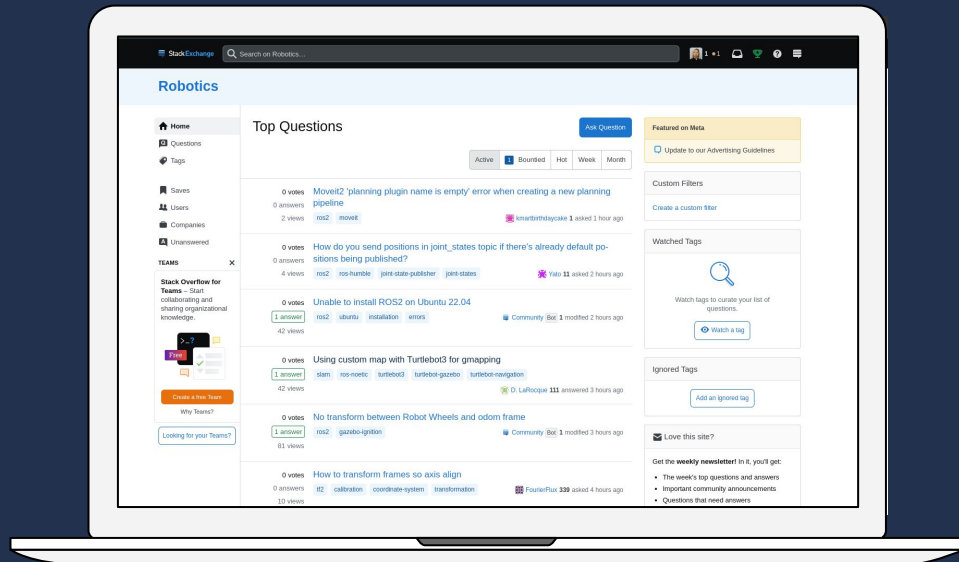 StackExchange
Search on Robotics...
1 1
Robotics
Home
Questions
Tags
Saves
Users
Companies
Unanswered
TEAMS
Stack Overflow for
Teams – Start
collaborating and
sharing organizational
knowledge.
>_?
Free
Create a free Team
Why Teams?
Looking for your Teams?
Top Questions
Ask Question
Active 1 Bountied Hot Week Month
0 votes
0 answers
2 views
Moveit2 'planning plugin name is empty' error when creating a new planning
pipeline
ros2 moveit
kmartbirthdaycake 1 asked 1 hour ago
0 votes
0 answers
4 views
How do you send positions in joint_states topic if there's already default po-
sitions being published?
ros2 ros-humble joint-state-publisher joint-states
Yato 11 asked 2 hours ago
0 votes
1 answer
42 views
Unable to install ROS2 on Ubuntu 22.04
ros2 ubuntu installation errors
Community Bot 1 modified 2 hours ago
0 votes
1 answer
42 views
Using custom map with Turtlebot3 for gmapping
slam ros-noetic turtlebot3 turtlebot-gazebo turtlebot-navigation
D. LaRocque 111 answered 3 hours ago
0 votes
1 answer
81 views
No transform between Robot Wheels and odom frame
ros2 gazebo-ignition
Community Bot 1 modified 3 hours ago
0 votes
0 answers
10 views
How to transform frames so axis align
tf2 calibration coordinate-system transformation
FourierFlux 339 asked 4 hours ago
Featured on Meta
Update to our Advertising Guidelines
Custom Filters
Create a custom filter
Watched Tags
Watch tags to curate your list of
questions.
Watch a tag
Ignored Tags
Add an ignored tag
Love this site?
Get the weekly newsletter! In it, you'll get:
• The week's top questions and answers
• Important community announcements
• Questions that need answers